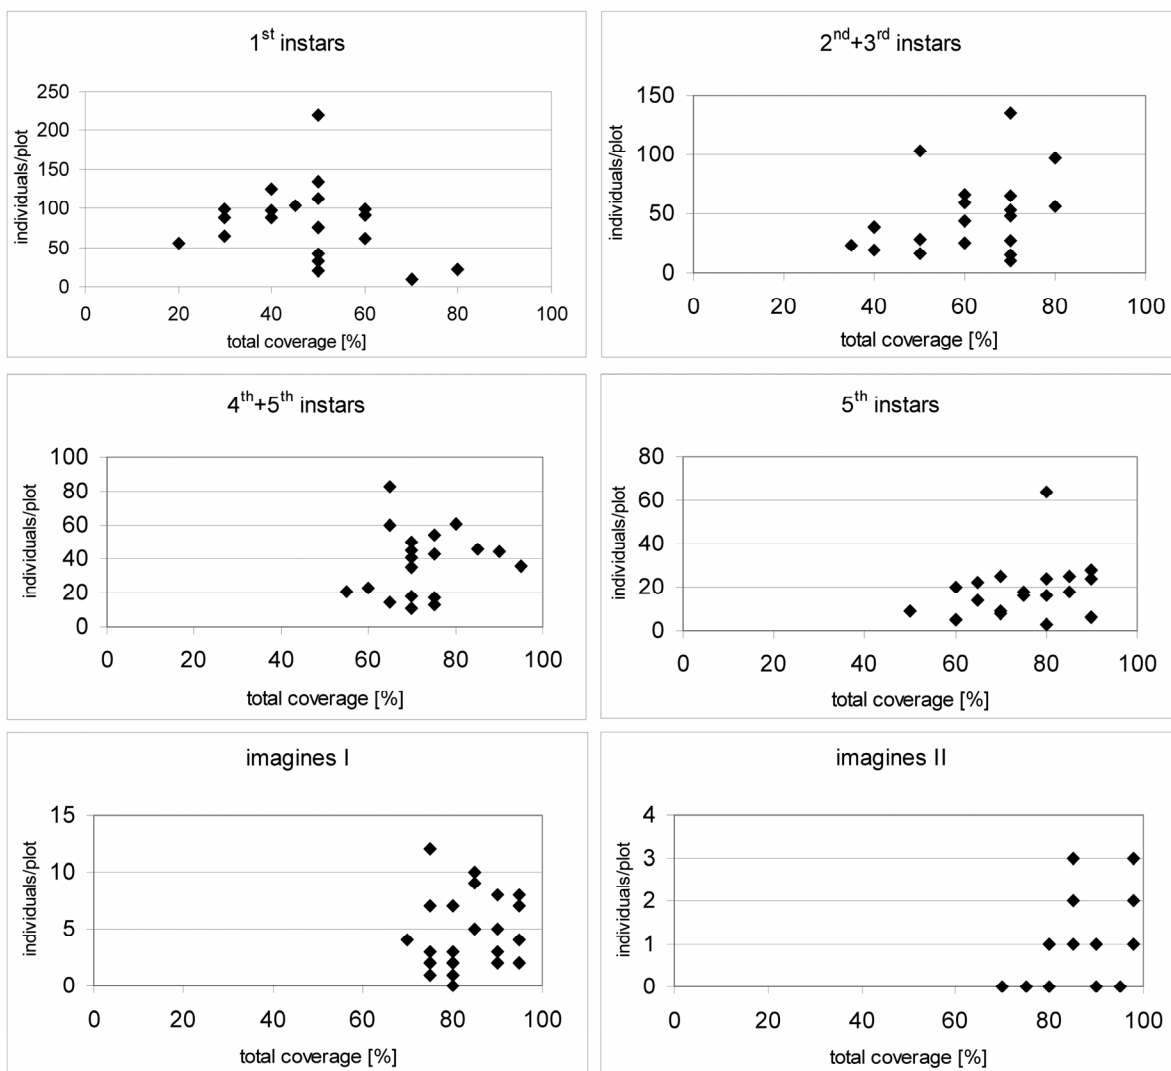 1st instars
250
200
150
100
50
0
0 20 40 60 80 100
individuals/plot
total coverage [%]
2nd+3rd instars
150
100
50
0
0 20 40 60 80 100
individuals/plot
total coverage [%]
4th+5th instars
100
80
60
40
20
0
0 20 40 60 80 100
individuals/plot
total coverage [%]
5th instars
80
60
40
20
0
0 20 40 60 80 100
individuals/plot
total coverage [%]
imagines I
15
10
5
0
0 20 40 60 80 100
individuals/plot
total coverage [%]
imagines II
4
3
2
1
0
0 20 40 60 80 100
individuals/plot
total coverage [%]